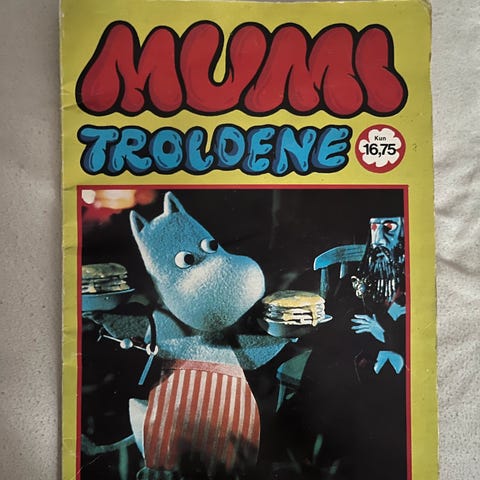 MUMI
TROLDENE
Kun
16,75